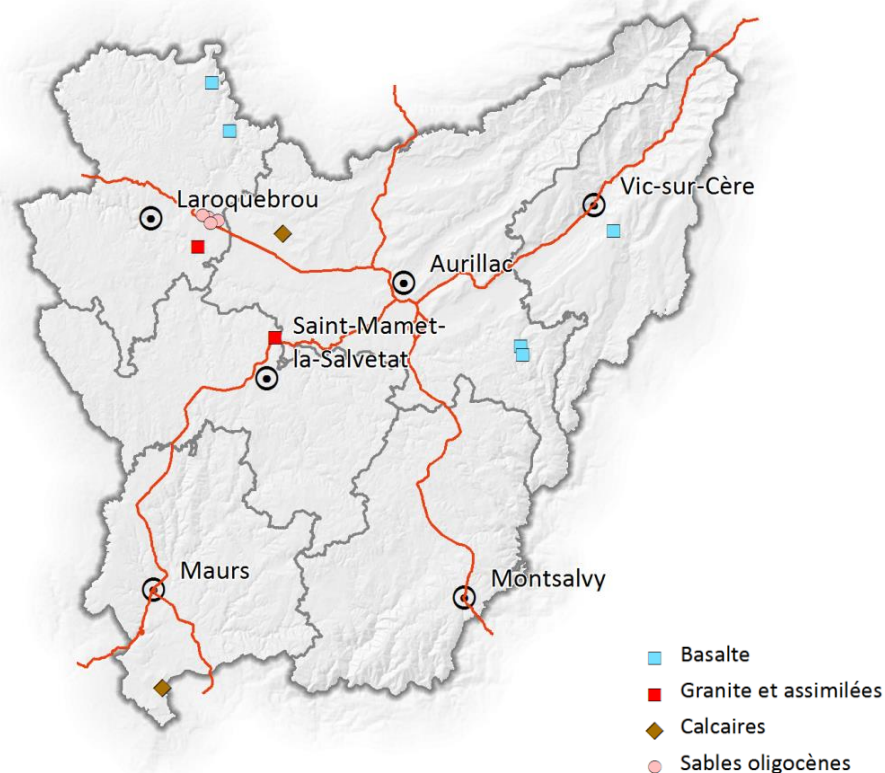 Laroquebrou
Vic-sur-Cère
Aurillac
Saint-Mamet-
la-Salvetat
Maurs
Montsalvy
Basalte
Granite et assimilées
Calcaires
Sables oligocènes